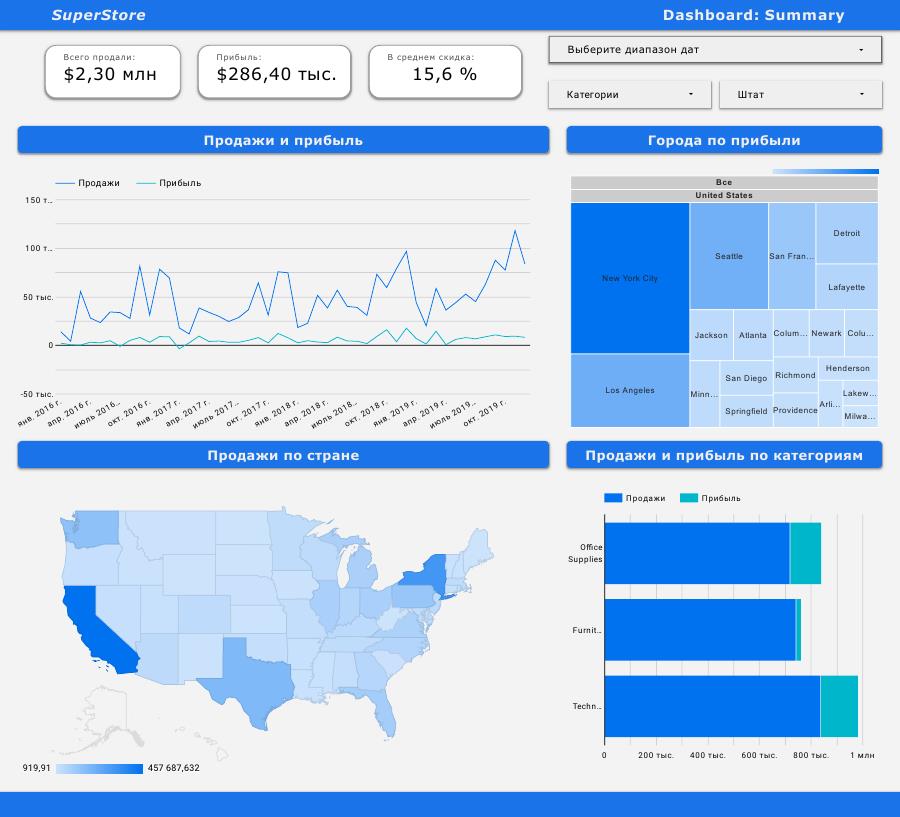 SuperStore
Dashboard: Summary
Всего продали:
$2,30 млн
Прибыль:
$286,40 тыс.
В среднем скидка:
15,6 %
Выберите диапазон дат
Категории
Штат
Продажи и прибыль
Города по прибыли
Продажи
Прибыль
150 т…
100 т…
50 тыс.
0
-50 тыс.
янв. 2016 г.
апр. 2016 г.
июль 2016…
окт. 2016 г.
янв. 2017 г.
апр. 2017 г.
июль 2017…
окт. 2017 г.
янв. 2018 г.
апр. 2018 г.
июль 2018…
окт. 2018 г.
янв. 2019 г.
апр. 2019 г.
июль 2019…
окт. 2019 г.
Все
United States
New York City
Los Angeles
Seattle
San Fran…
Detroit
Lafayette
Jackson
Atlanta
Colum…
Newark
Colu…
Minn…
San Diego
Springfield
Richmond
Providence
Henderson
Arli…
Lakew…
Milwa…
Продажи по стране
Продажи и прибыль по категориям
919,91
457 687,632
Продажи
Прибыль
Office
Supplies
Furnit…
Techn…
0
200 тыс.
400 тыс.
600 тыс.
800 тыс.
1 млн